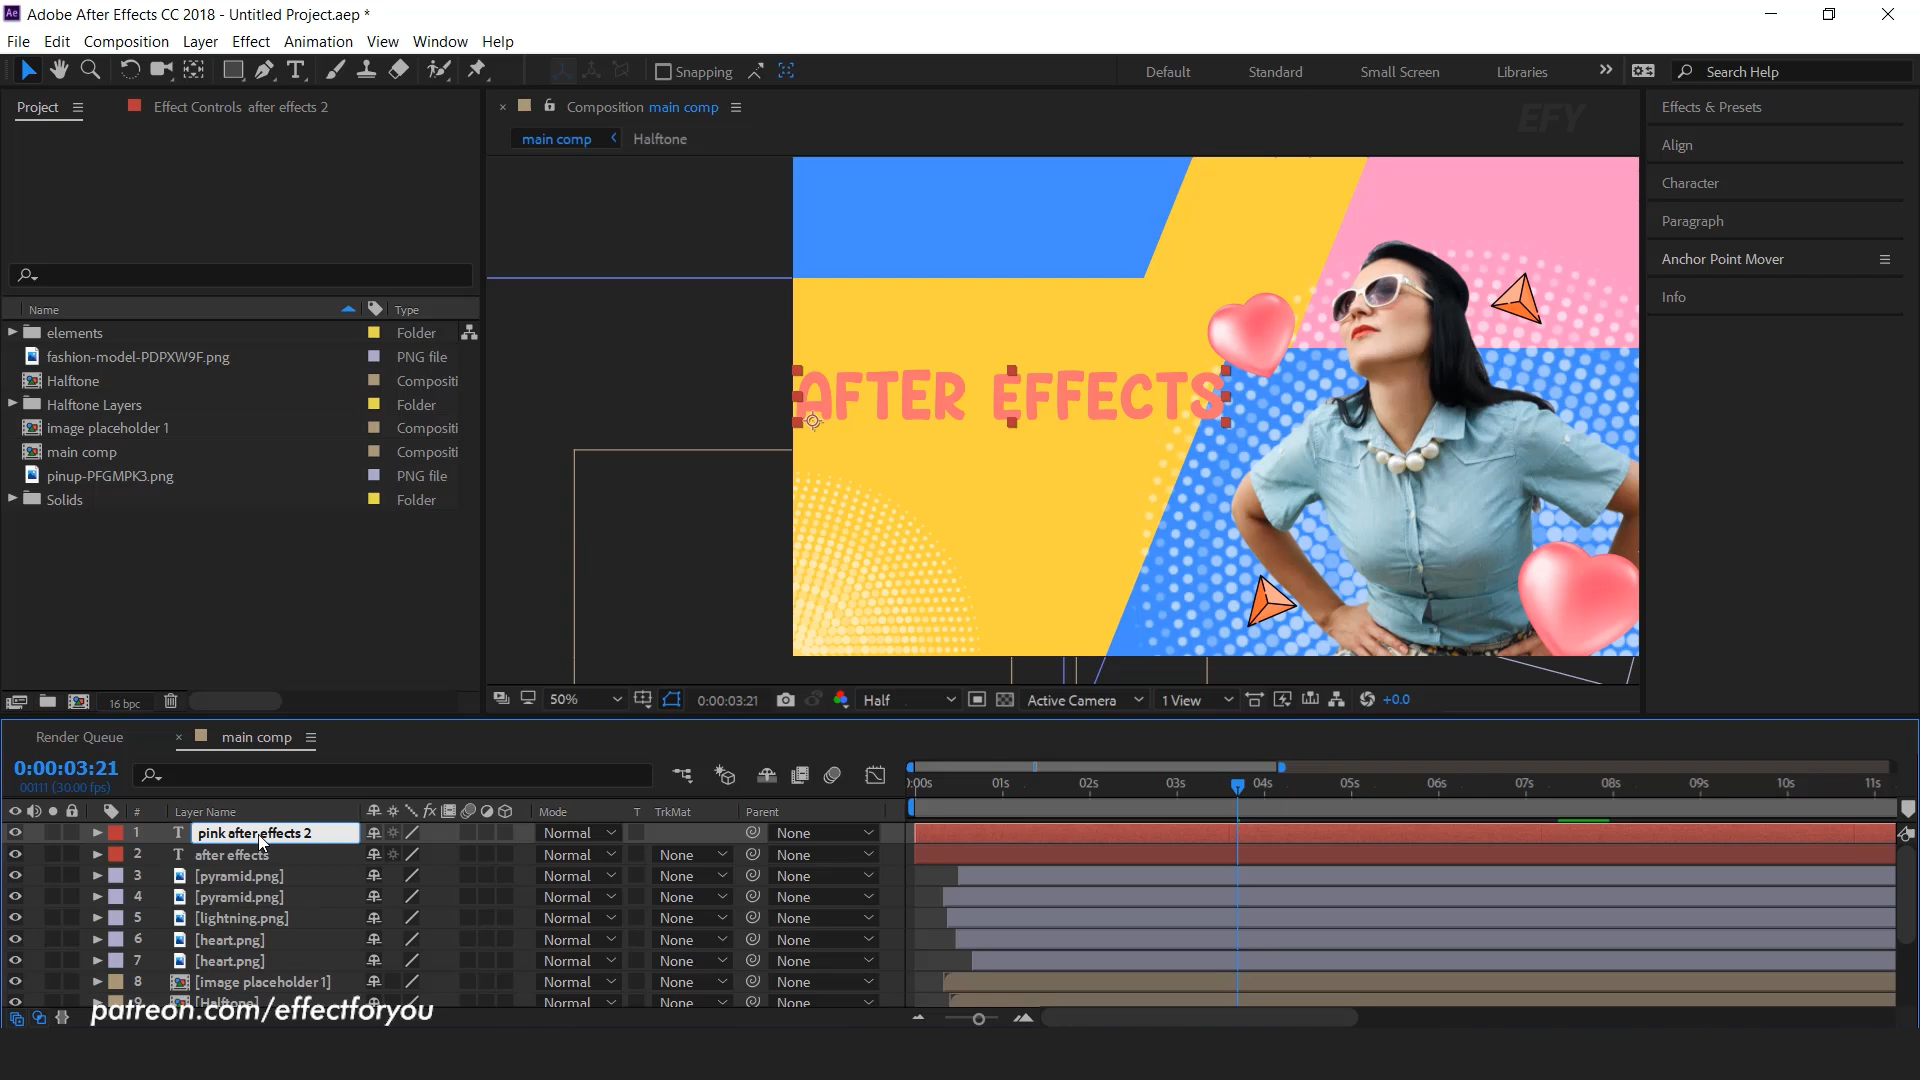 Adobe After Effects CC 2018 - Untitled Project.aep *
File Edit Composition Layer Effect Animation View Window Help
Snapping
Default Standard Small Screen Libraries Search Help
Project Effect Controls after effects 2
Composition main comp
EFY
Effects & Presets
main comp Halftone
Align
Character
Paragraph
Anchor Point Mover
Info
Name Type
elements Folder
fashion-model-PDPXW9F.png PNG file
Halftone Compositi
Halftone Layers Folder
image placeholder 1 Compositi
main comp Compositi
pinup-PFGMPK3.png PNG file
Solids Folder
AFTER EFFECTS
16 bpc
50% 0:00:03:21 Half Active Camera 1 View +0.0
Render Queue main comp
0:00:03:21
00111 (30.00 fps)
:00s 01s 02s 03s 04s 05s 06s 07s 08s 09s 10s 11s
# Layer Name Mode T TrkMat Parent
1 T pink after effects 2 Normal None
2 T after effects Normal None None
3 [pyramid.png] Normal None None
4 [pyramid.png] Normal None None
5 [lightning.png] Normal None None
6 [heart.png] Normal None None
7 [heart.png] Normal None None
8 [image placeholder 1] Normal None None
9 [Halftone] Normal None None
patreon.com/effectforyou